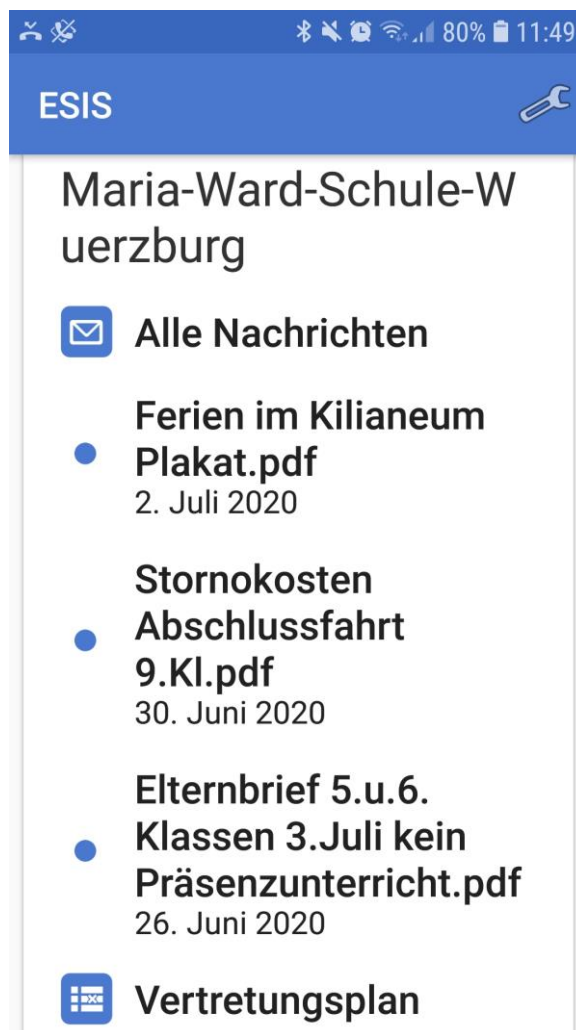 80% 11:49
ESIS
Maria-Ward-Schule-W
uerzburg
Alle Nachrichten
Ferien im Kilianeum
Plakat.pdf
2. Juli 2020
Stornokosten
Abschlussfahrt
9.Kl.pdf
30. Juni 2020
Elternbrief 5.u.6.
Klassen 3.Juli kein
Präsenzunterricht.pdf
26. Juni 2020
Vertretungsplan